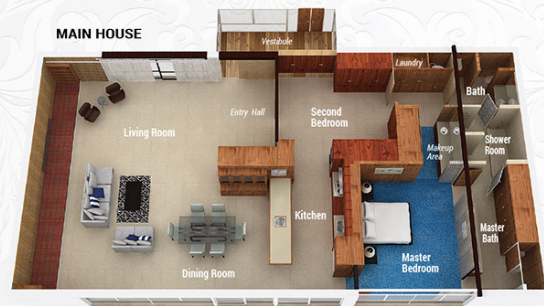 MAIN HOUSE
Vestibule
Laundry
Bath
Entry Hall
Second
Bedroom
Living Room
Shower
Room
Makeup
Area
Kitchen
Master
Bath
Dining Room
Master
Bedroom